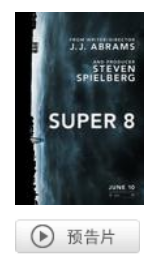 FROM WRITER/DIRECTOR
J.J. ABRAMS
AND PRODUCER
STEVEN
SPIELBERG
SUPER 8
JUNE 10
预告片